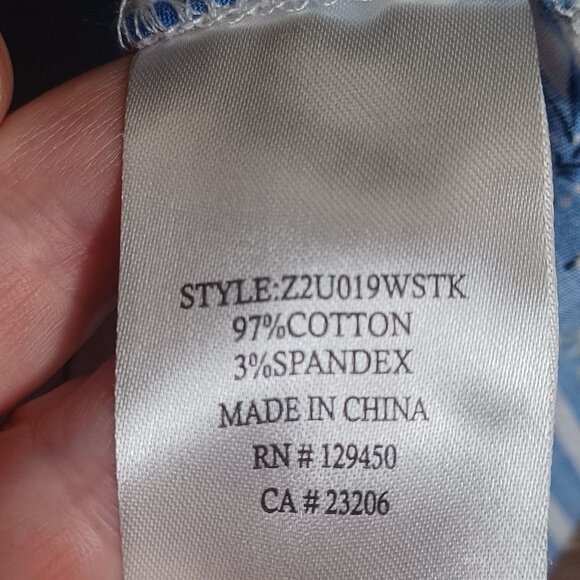 STYLE:Z2U019WSTK
97%COTTON
3%SPANDEX
MADE IN CHINA
RN # 129450
CA # 23206